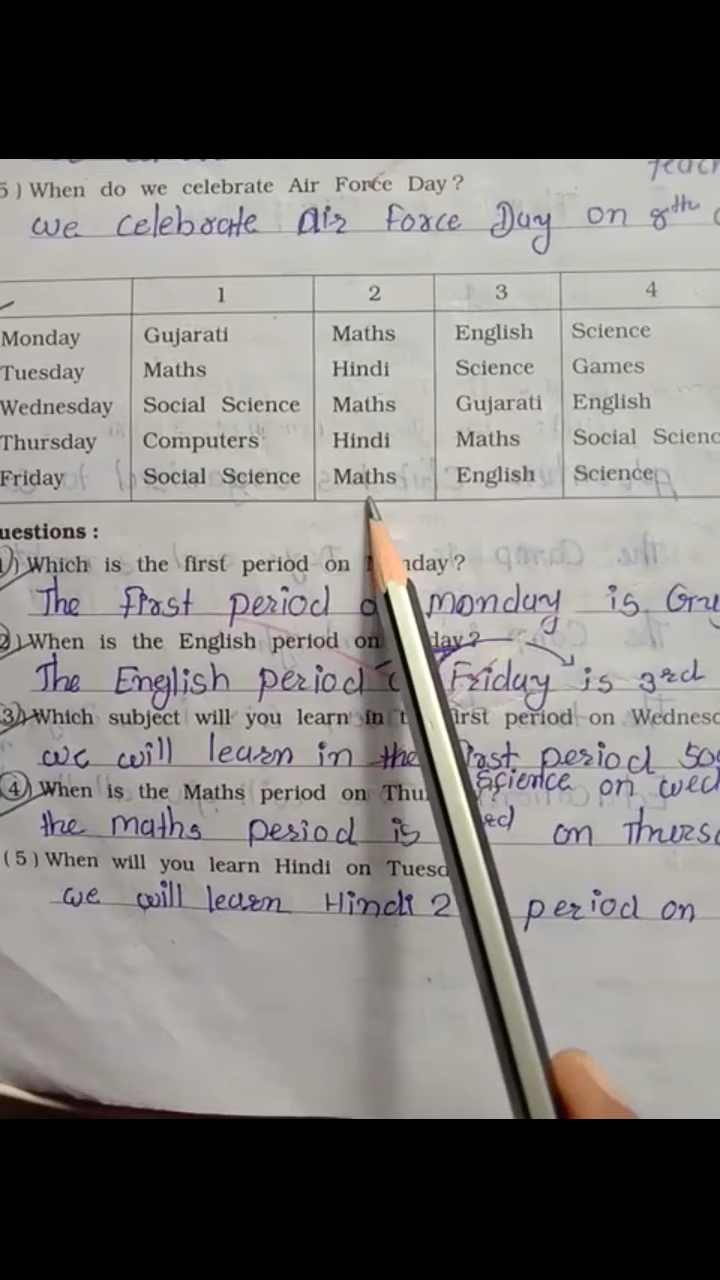 5) When do we celebrate Air Force Day?
we celebrate Air Force Day on 8th
1 2 3 4
Monday Gujarati Maths English Science
Tuesday Maths Hindi Science Games
Wednesday Social Science Maths Gujarati English
Thursday Computers Hindi Maths Social Scienc
Friday Social Science Maths English Science
uestions :
1) Which is the first period on nday?
The first period monday is Guj
2) When is the English period on day?
The English period Friday is 3rd
3) Which subject will you learn in t irst period on Wednesd
we will learn in the first period
science on wed
(4) When is the Maths period on Thu
the maths period is on Thursd
(5) When will you learn Hindi on Tuesd
we will learn Hindi 2 period on